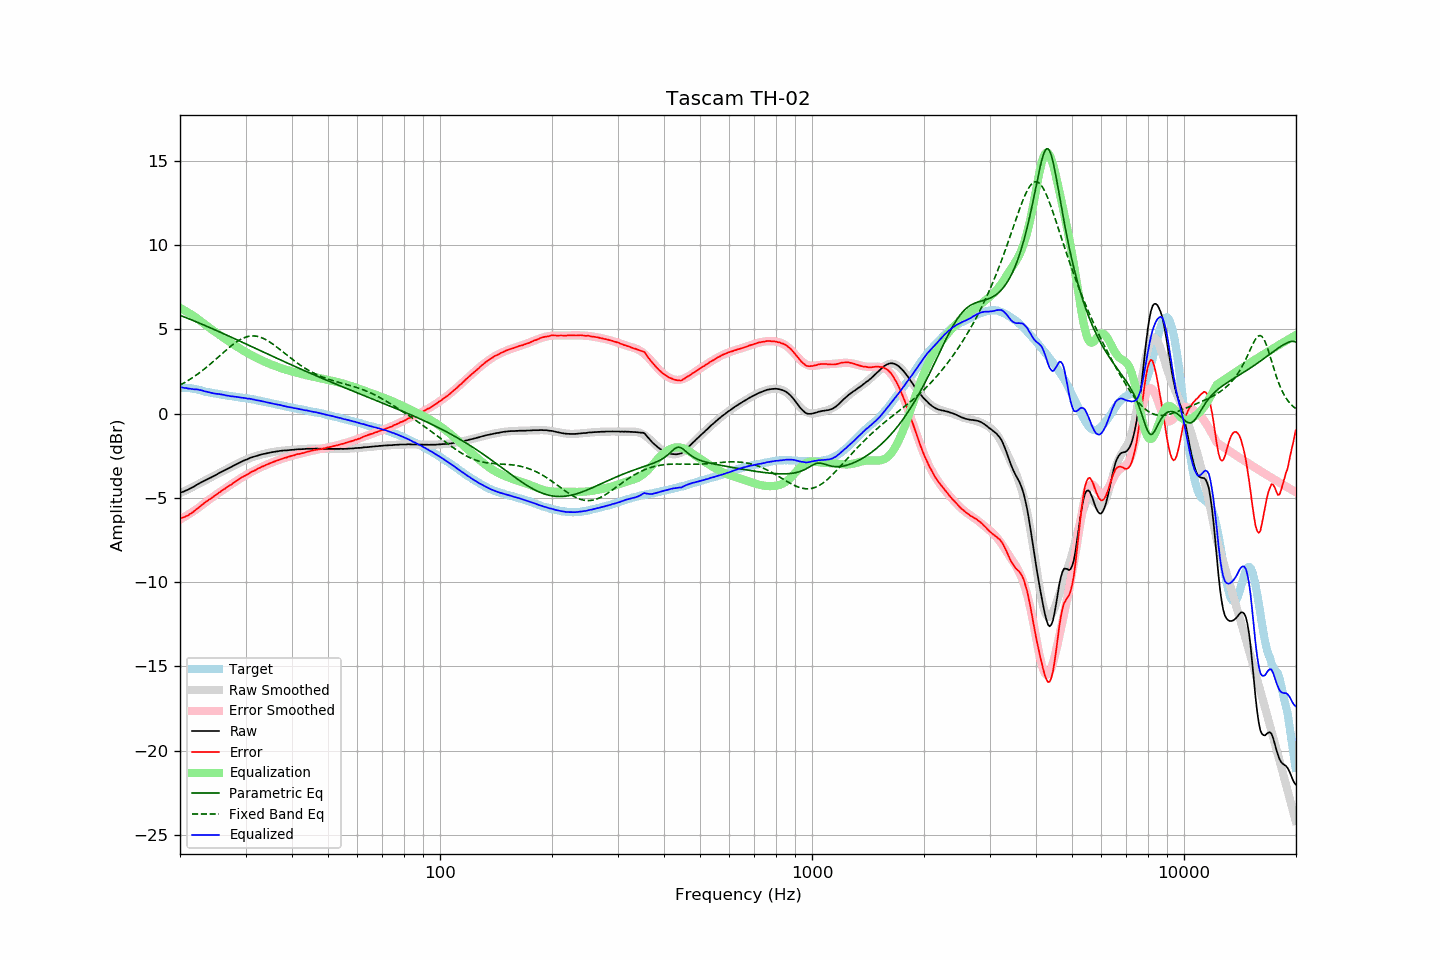 Tascam TH-02
Amplitude (dBr)
15
10
5
0
−5
−10
−15
−20
−25
Target
Raw Smoothed
Error Smoothed
Raw
Error
Equalization
Parametric Eq
Fixed Band Eq
Equalized
100
1000
10000
Frequency (Hz)